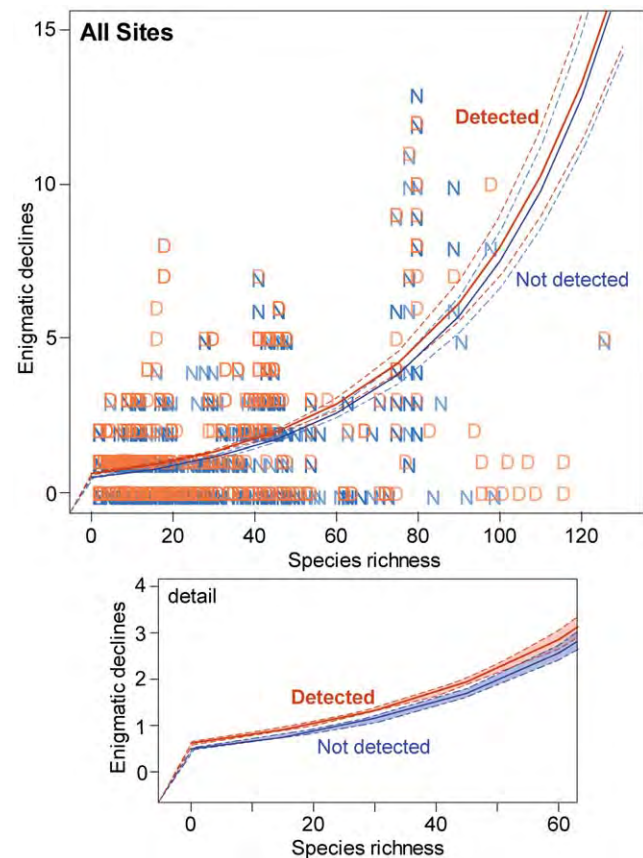 All Sites
15
10
5
0
Enigmatic declines
Detected
Not detected
0 20 40 60 80 100 120
Species richness
detail
4
3
2
1
0
Enigmatic declines
Detected
Not detected
0 20 40 60
Species richness